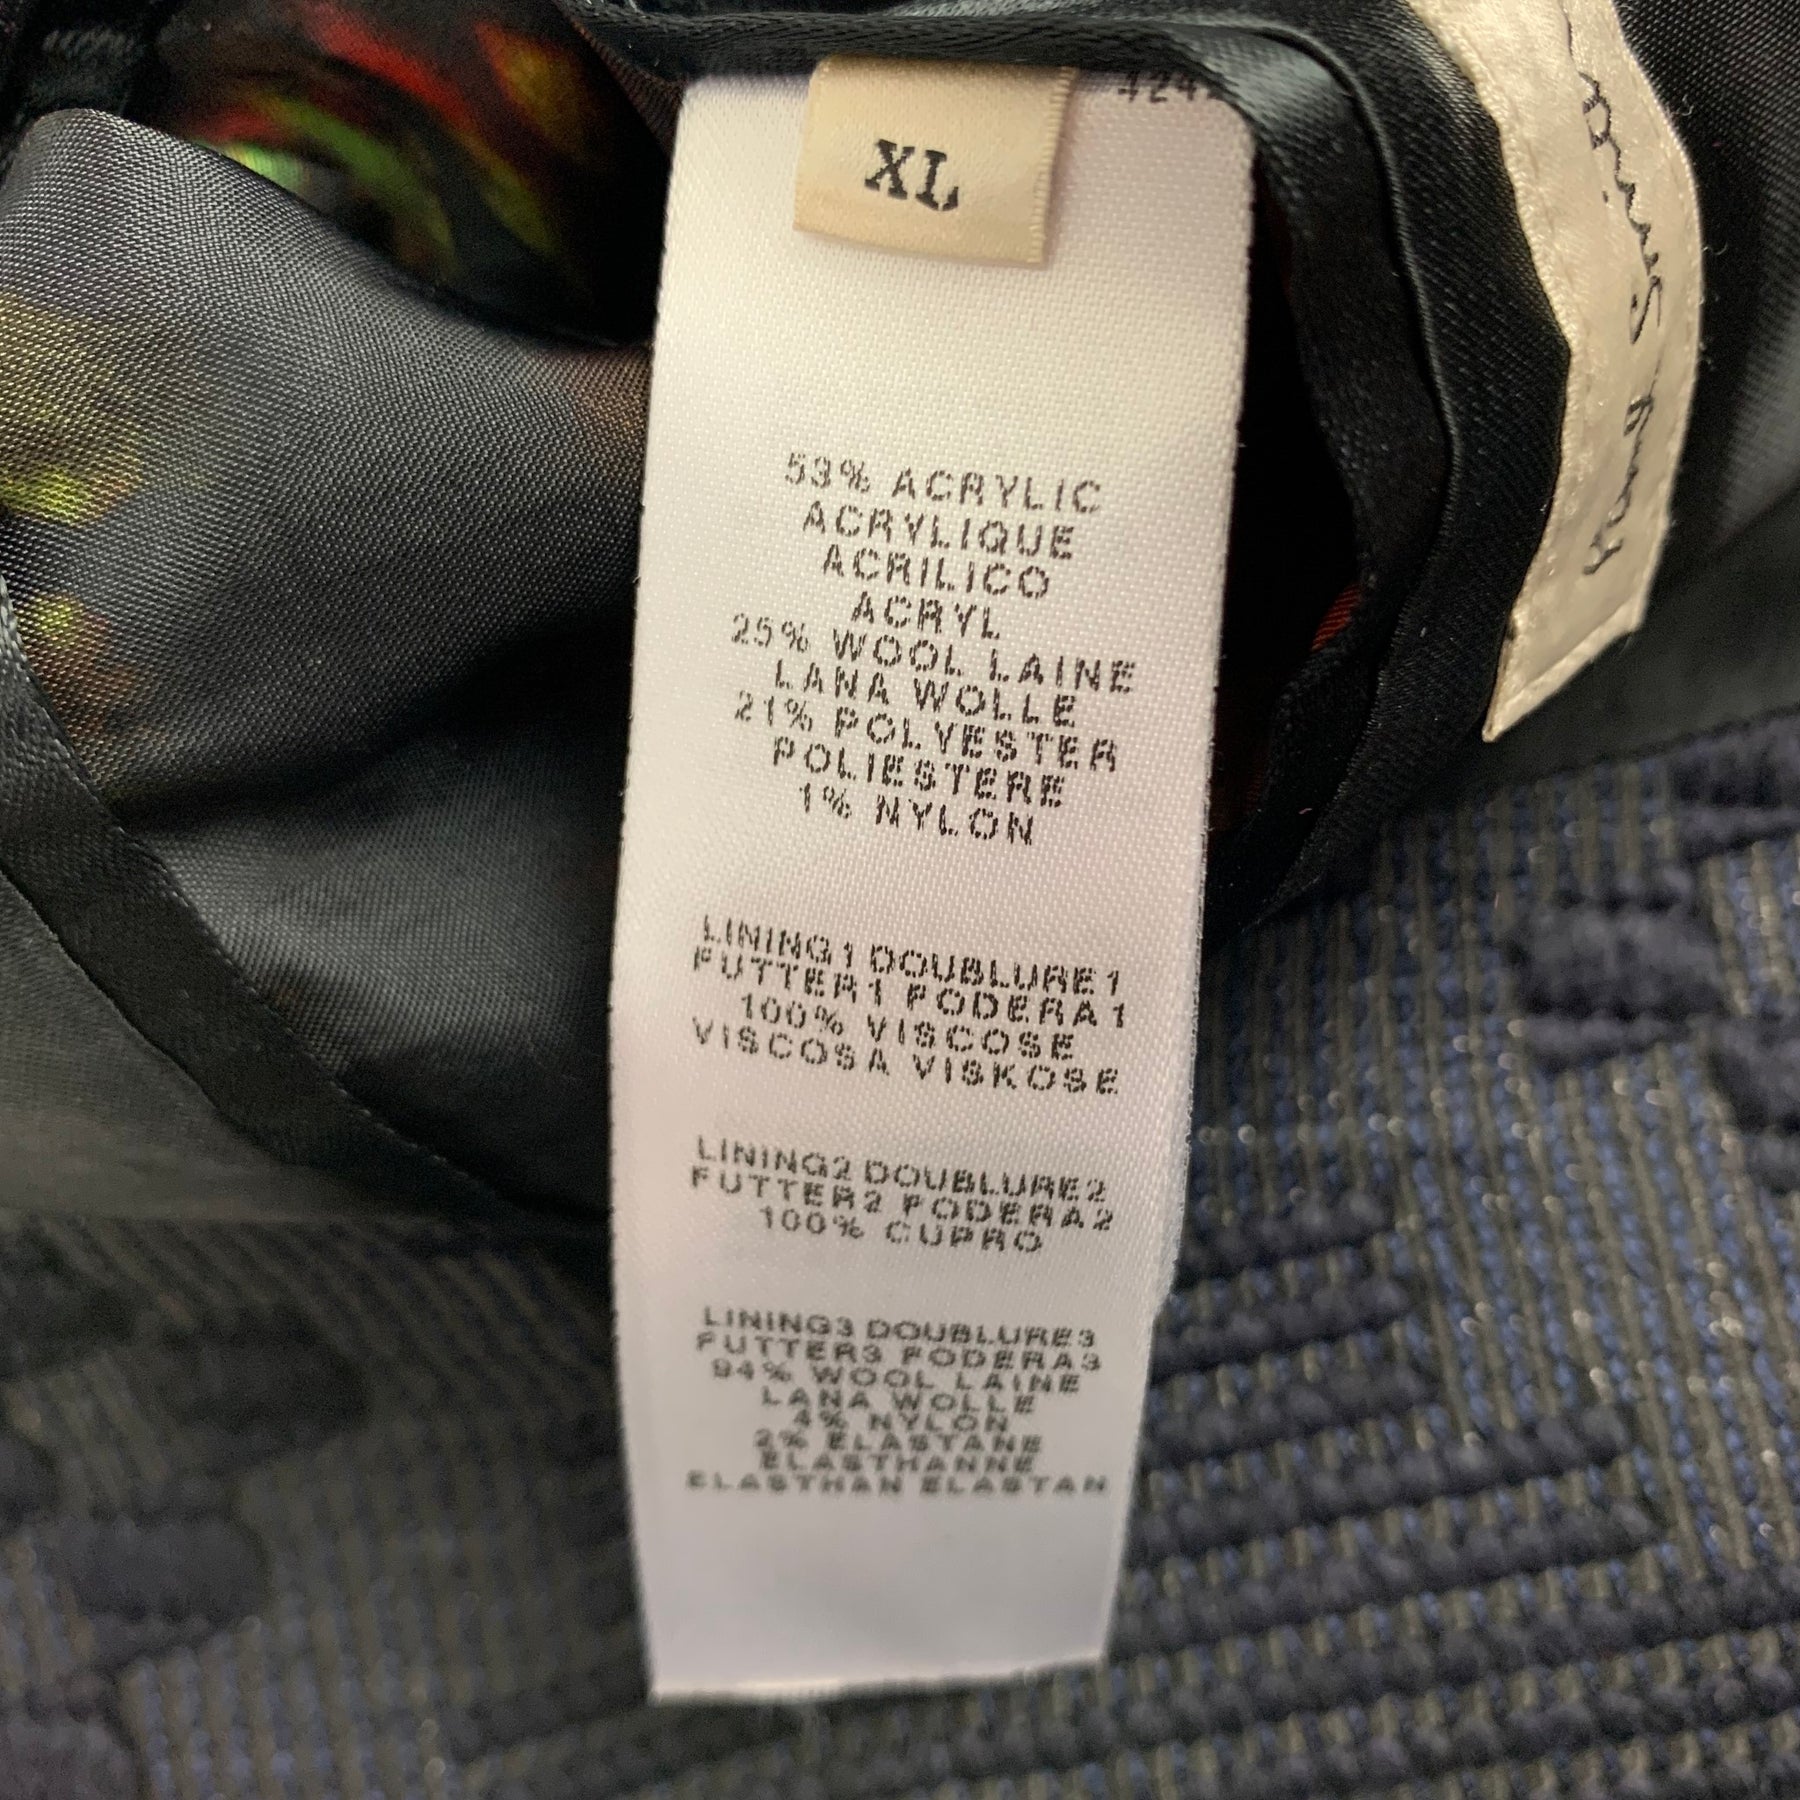 XL
53% ACRYLIC
ACRYLIQUE
ACRILICO
ACRYL
25% WOOL LAINE
LANA WOLLE
21% POLYESTER
POLIESTERE
1% NYLON
LINING1 DOUBLURE1
FUTTER1 FODERA1
100% VISCOSE
VISCOSA VISKOSE
LINING2 DOUBLURE2
FUTTER2 FODERA2
100% CUPRO
LINING3 DOUBLURE3
FUTTER3 FODERA3
94% WOOL LAINE
LANA WOLLE
4% NYLON
2% ELASTANE
ELASTHANNE
ELASTHAN ELASTAN